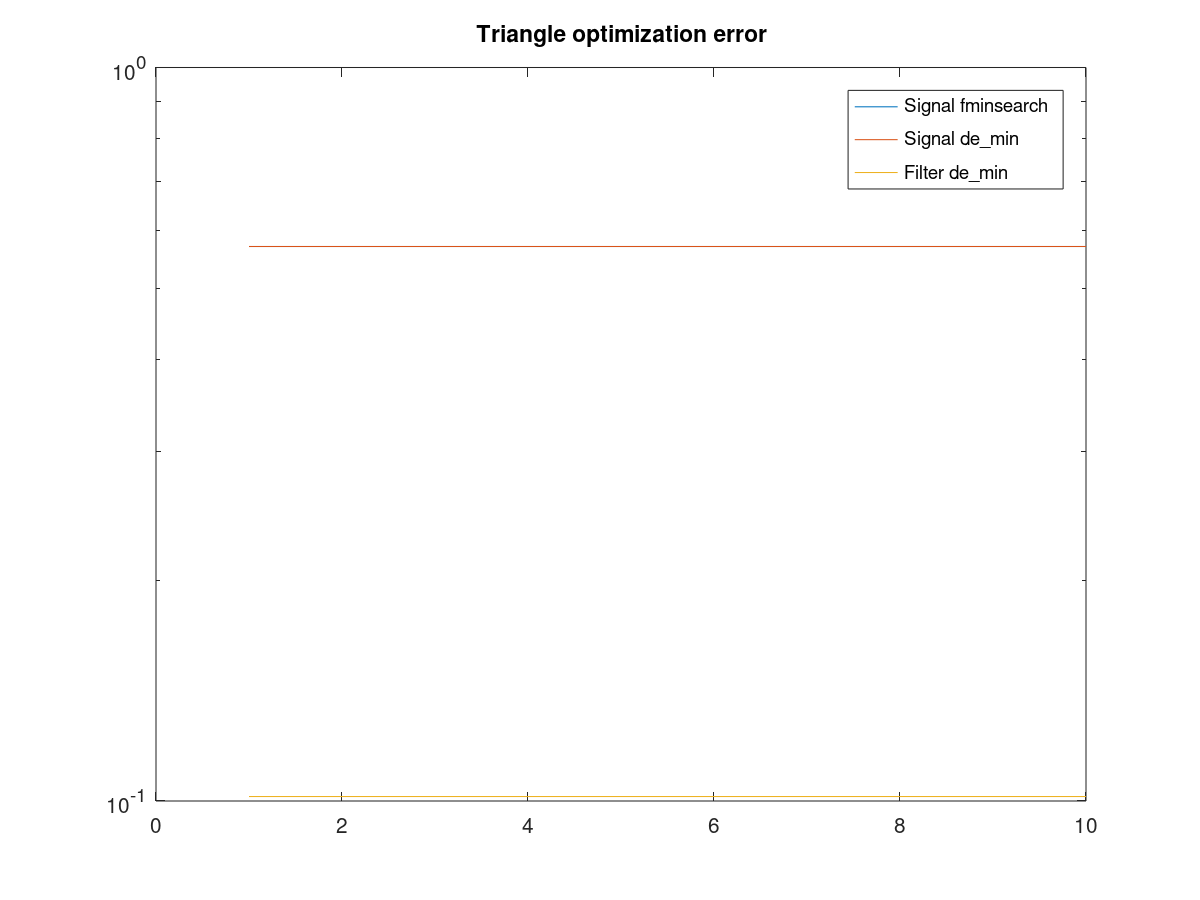 Triangle optimization error
10^0
Signal fminsearch
Signal de_min
Filter de_min
10^-1
0 2 4 6 8 10